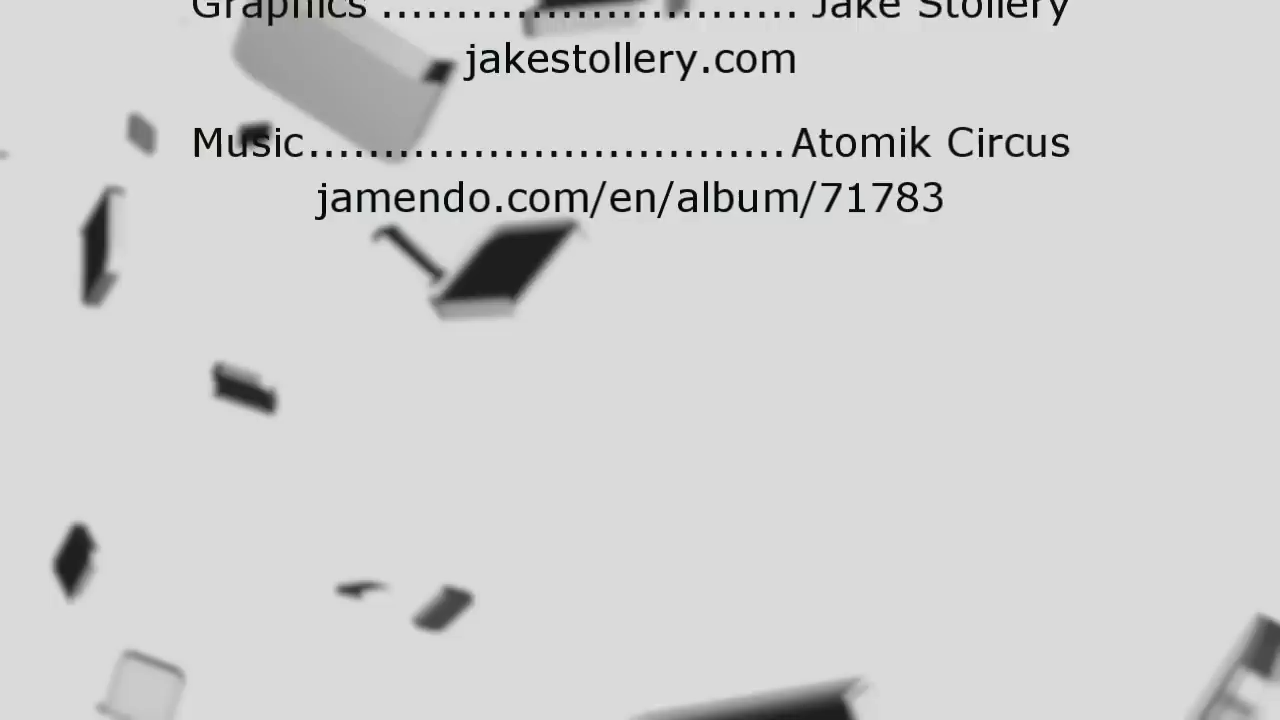 Graphics ............................ Jake Stollery
jakestollery.com
Music................................Atomik Circus
jamendo.com/en/album/71783